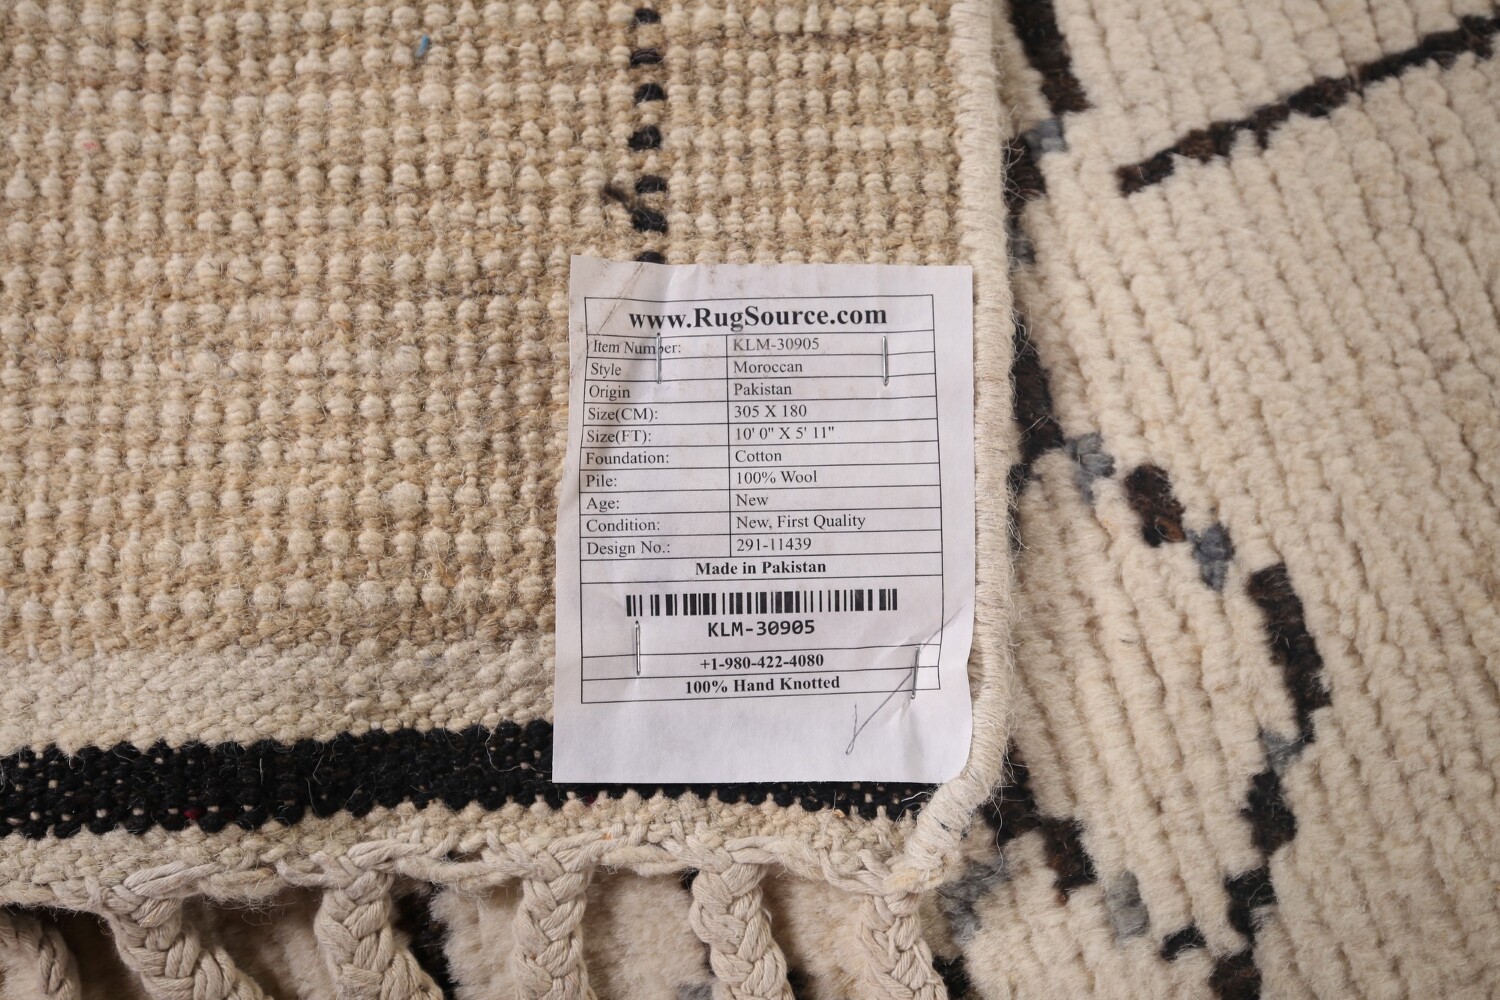 www.RugSource.com
Item Number: KLM-30905
Style Moroccan
Origin Pakistan
Size(CM): 305 X 180
Size(FT): 10' 0" X 5' 11"
Foundation: Cotton
Pile: 100% Wool
Age: New
Condition: New, First Quality
Design No.: 291-11439
Made in Pakistan
KLM-30905
+1-980-422-4080
100% Hand Knotted